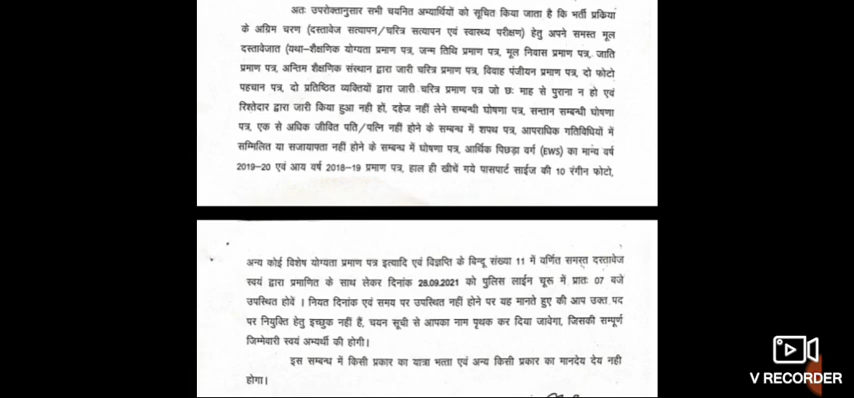 अतः उपरोक्तानुसार सभी चयनित अभ्यार्थियों को सूचित किया जाता है कि भर्ती प्रकिया
के अग्रिम चरण (दस्तावेज सत्यापन/चरित्र सत्यापन एवं स्वास्थ्य परीक्षण) हेतु अपने समस्त मूल
दस्तावेजात (यथा–शैक्षणिक योग्यता प्रमाण पत्र, जन्म तिथि प्रमाण पत्र, मूल निवास प्रमाण पत्र, जाति
प्रमाण पत्र, अन्तिम शैक्षणिक संस्थान द्वारा जारी चरित्र प्रमाण पत्र, विवाह पंजीयन प्रमाण पत्र, दो फोटो
पहचान पत्र, दो प्रतिष्ठित व्यक्तियों द्वारा जारी चरित्र प्रमाण पत्र जो छः माह से पुराना न हो एवं
रिश्तेदार द्वारा जारी किया हुआ नही हों, दहेज नहीं लेने सम्बन्धी घोषणा पत्र, सन्तान सम्बन्धी घोषणा
पत्र, एक से अधिक जीवित पति/पत्नि नहीं होने के सम्बन्ध में शपथ पत्र, आपराधिक गतिविधियों में
सम्मिलित या सजायाफ्ता नहीं होने के सम्बन्ध में घोषणा पत्र, आर्थिक पिछड़ा वर्ग (EWS) का मान्य वर्ष
2019–20 एवं आय वर्ष 2018–19 प्रमाण पत्र, हाल ही खीचें गये पासपार्ट साईज की 10 रंगीन फोटो,
अन्य कोई विशेष योग्यता प्रमाण पत्र इत्यादि एवं विज्ञप्ति के बिन्दू संख्या 11 में वर्णित समस्त दस्तावेज
स्वयं द्वारा प्रमाणित के साथ लेकर दिनांक 28.09.2021 को पुलिस लाईन चूरू में प्रातः 07 बजे
उपस्थित होवें । नियत दिनांक एवं समय पर उपस्थित नहीं होने पर यह मानते हुए की आप उक्त पद
पर नियुक्ति हेतु इच्छुक नहीं हैं, चयन सूची से आपका नाम पृथक कर दिया जावेगा, जिसकी सम्पूर्ण
जिम्मेवारी स्वयं अभ्यार्थी की होगी।
इस सम्बन्ध में किसी प्रकार का यात्रा भत्ता एवं अन्य किसी प्रकार का मानदेय देय नही
होगा।
V RECORDER